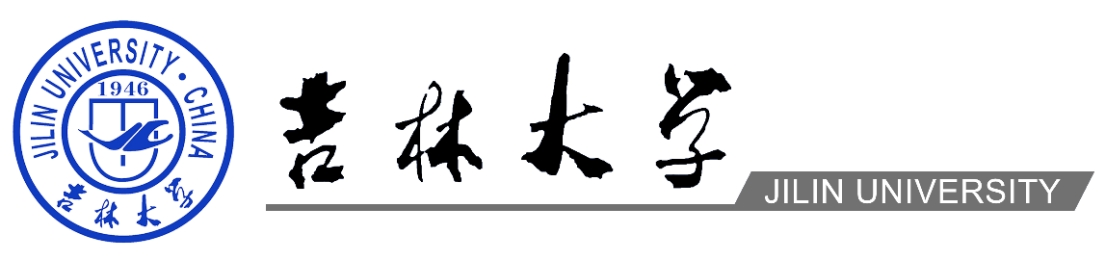 JILIN UNIVERSITY · CHINA
1946
吉林大学
吉林大学
JILIN UNIVERSITY